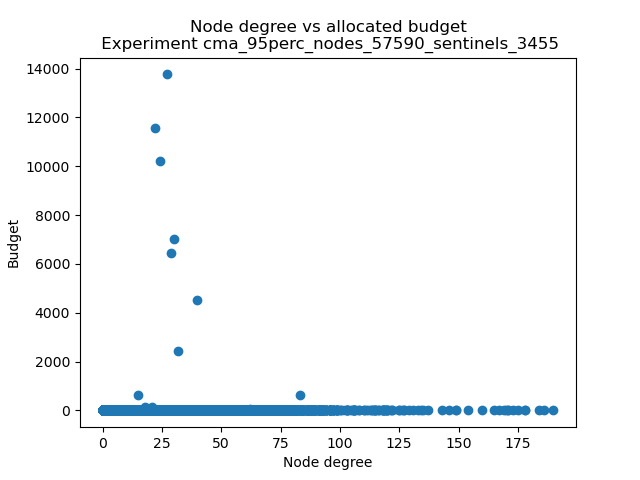 Node degree vs allocated budget
Experiment cma_95perc_nodes_57590_sentinels_3455
14000
12000
10000
8000
6000
4000
2000
0
Budget
0 25 50 75 100 125 150 175
Node degree